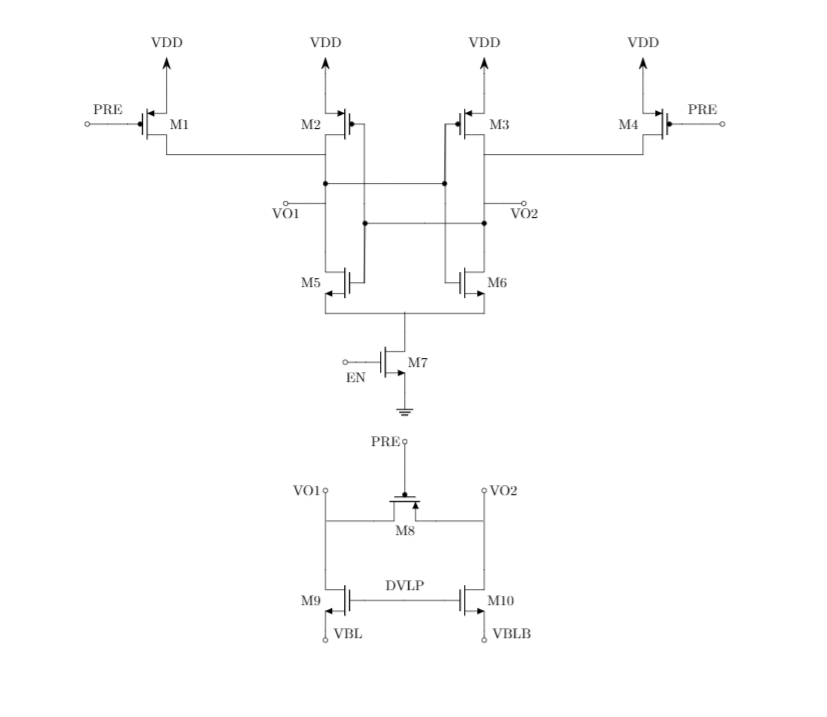 VDD VDD VDD VDD
PRE M1 M2 M3 M4 PRE
VO1 VO2
M5 M6
M7
EN
PRE
VO1 VO2
M8
DVLP
M9 M10
VBL VBLB